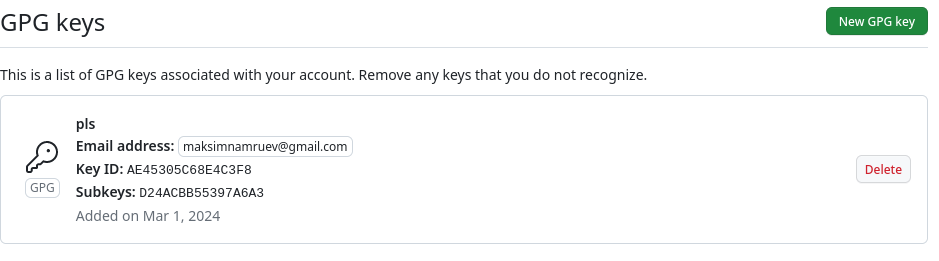 GPG keys
New GPG key
This is a list of GPG keys associated with your account. Remove any keys that you do not recognize.
pls
Email address: maksimnamruev@gmail.com
Key ID: AE45305C68E4C3F8
Subkeys: D24ACBB55397A6A3
Added on Mar 1, 2024
GPG
Delete